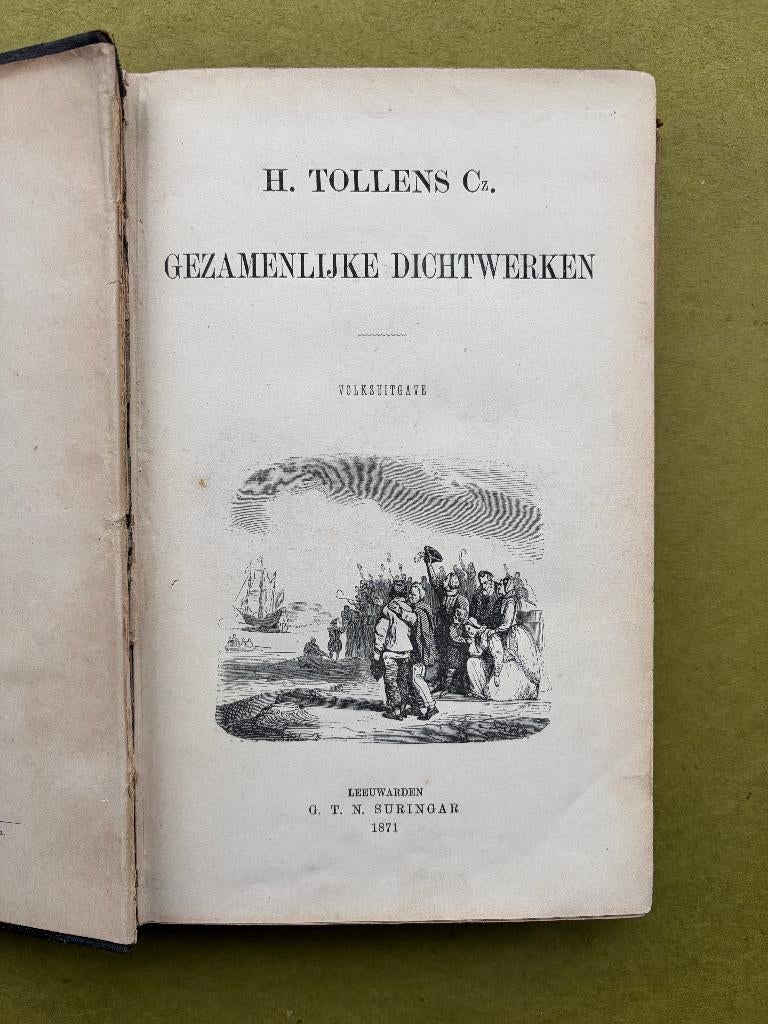 H. TOLLENS Cz.
GEZAMENLIJKE DICHTWERKEN
VOLKSUITGAVE
LEEUWARDEN
G. T. N. SURINGAR
1871